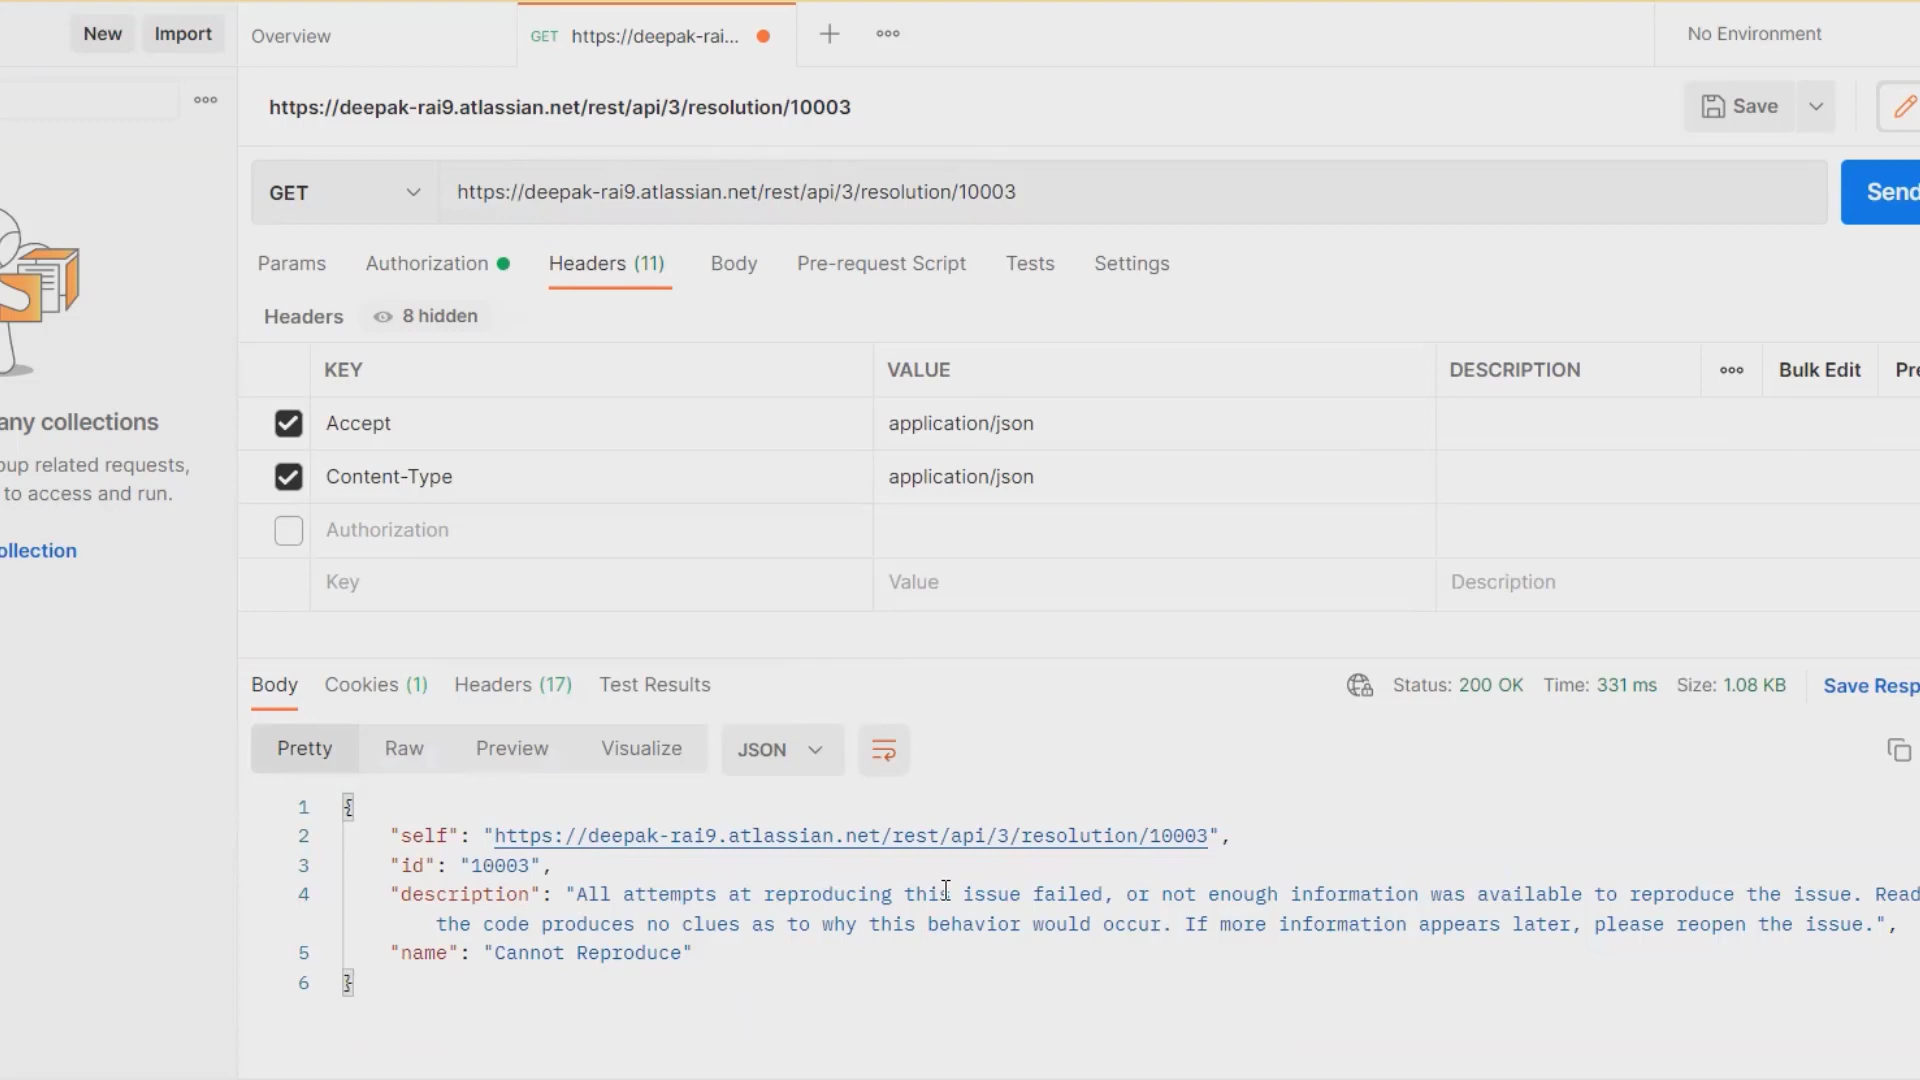 New Import Overview GET https://deepak-rai... No Environment
https://deepak-rai9.atlassian.net/rest/api/3/resolution/10003 Save
GET https://deepak-rai9.atlassian.net/rest/api/3/resolution/10003 Send
Params Authorization Headers (11) Body Pre-request Script Tests Settings
Headers 8 hidden
KEY VALUE DESCRIPTION Bulk Edit Pre
Accept application/json
any collections
Content-Type application/json
oup related requests,
to access and run.
Authorization
ollection
Key Value Description
Body Cookies (1) Headers (17) Test Results Status: 200 OK Time: 331 ms Size: 1.08 KB Save Resp
Pretty Raw Preview Visualize JSON
1 {
2 "self": "https://deepak-rai9.atlassian.net/rest/api/3/resolution/10003",
3 "id": "10003",
4 "description": "All attempts at reproducing this issue failed, or not enough information was available to reproduce the issue. Read
the code produces no clues as to why this behavior would occur. If more information appears later, please reopen the issue.",
5 "name": "Cannot Reproduce"
6 }